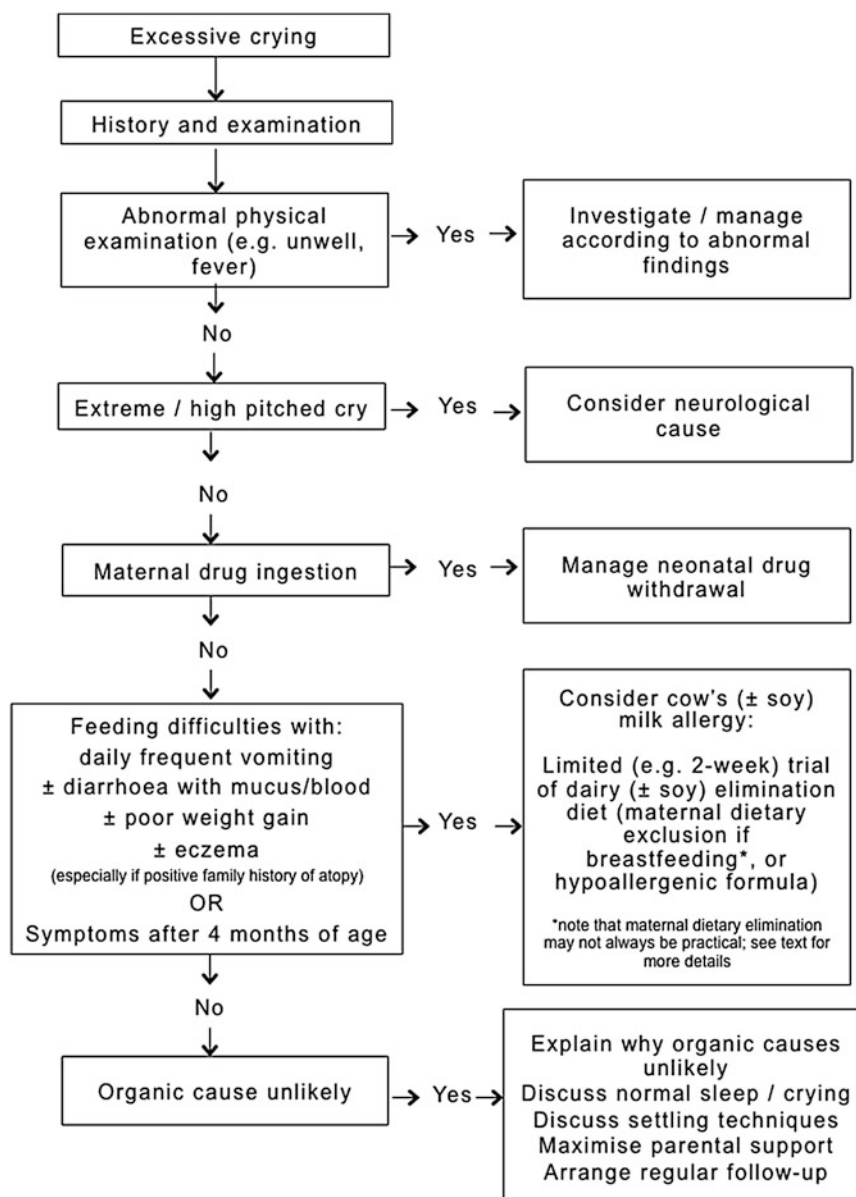 Excessive crying
History and examination
Abnormal physical
examination (e.g. unwell,
fever)
Yes
Investigate / manage
according to abnormal
findings
No
Extreme / high pitched cry
Yes
Consider neurological
cause
No
Maternal drug ingestion
Yes
Manage neonatal drug
withdrawal
No
Feeding difficulties with:
daily frequent vomiting
± diarrhoea with mucus/blood
± poor weight gain
± eczema
(especially if positive family history of atopy)
OR
Symptoms after 4 months of age
Yes
Consider cow's (± soy)
milk allergy:
Limited (e.g. 2-week) trial
of dairy (± soy) elimination
diet (maternal dietary
exclusion if
breastfeeding*, or
hypoallergenic formula)
*note that maternal dietary elimination
may not always be practical; see text for
more details
No
Organic cause unlikely
Yes
Explain why organic causes
unlikely
Discuss normal sleep / crying
Discuss settling techniques
Maximise parental support
Arrange regular follow-up